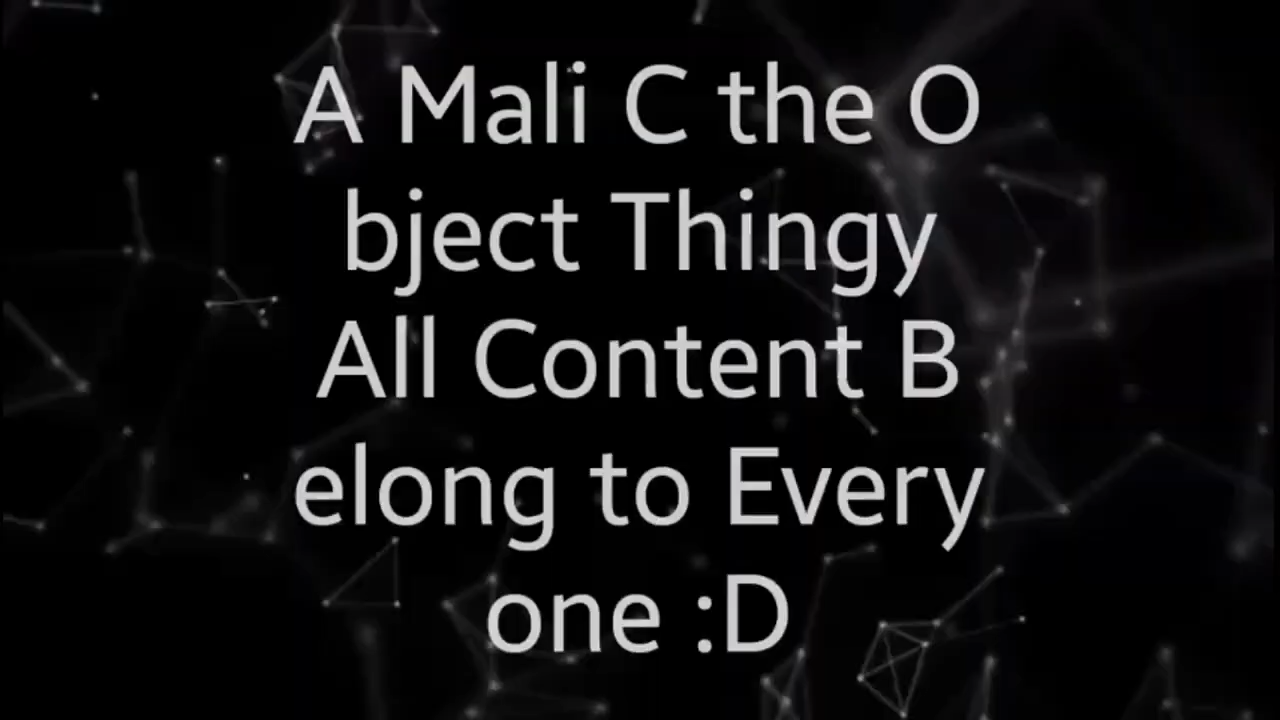 A Mali C the O
bject Thingy
All Content B
elong to Every
one :D